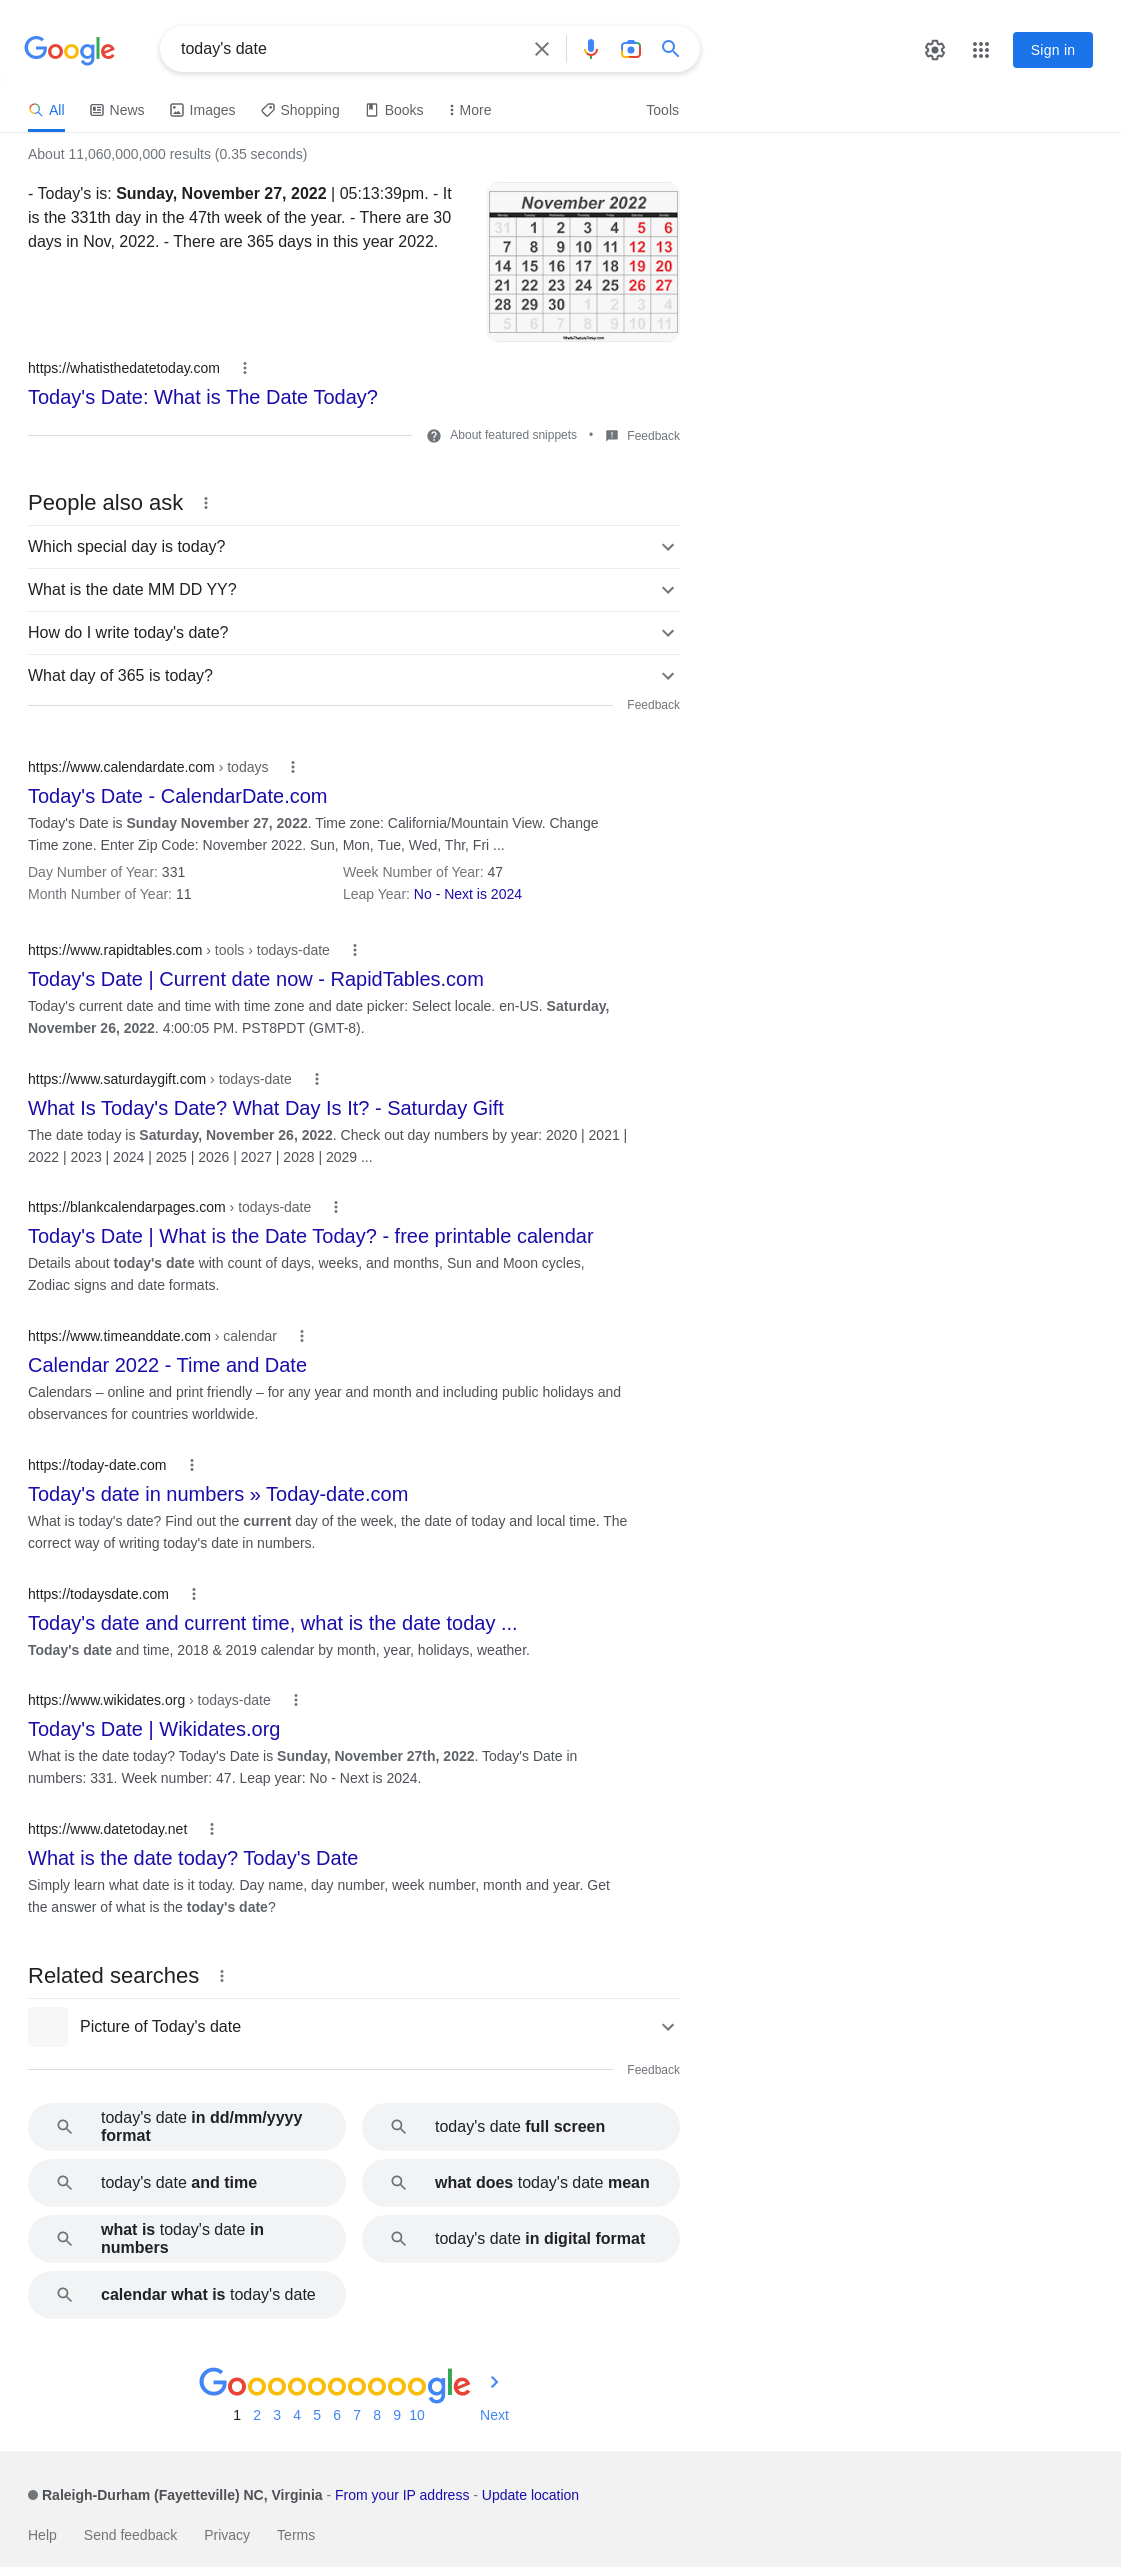 Google
today's date
Sign in
All News Images Shopping Books More Tools
About 11,060,000,000 results (0.35 seconds)
- Today's is: Sunday, November 27, 2022 | 05:13:39pm. - It
is the 331th day in the 47th week of the year. - There are 30
days in Nov, 2022. - There are 365 days in this year 2022.
November 2022
31 1 2 3 4 5 6
7 8 9 10 11 12 13
14 15 16 17 18 19 20
21 22 23 24 25 26 27
28 29 30 1 2 3 4
5 6 7 8 9 10 11
https://whatisthedatetoday.com
Today's Date: What is The Date Today?
About featured snippets • Feedback
People also ask
Which special day is today?
What is the date MM DD YY?
How do I write today's date?
What day of 365 is today?
Feedback
https://www.calendardate.com › todays
Today's Date - CalendarDate.com
Today's Date is Sunday November 27, 2022. Time zone: California/Mountain View. Change
Time zone. Enter Zip Code: November 2022. Sun, Mon, Tue, Wed, Thr, Fri ...
Day Number of Year: 331 Week Number of Year: 47
Month Number of Year: 11 Leap Year: No - Next is 2024
https://www.rapidtables.com › tools › todays-date
Today's Date | Current date now - RapidTables.com
Today's current date and time with time zone and date picker: Select locale. en-US. Saturday,
November 26, 2022. 4:00:05 PM. PST8PDT (GMT-8).
https://www.saturdaygift.com › todays-date
What Is Today's Date? What Day Is It? - Saturday Gift
The date today is Saturday, November 26, 2022. Check out day numbers by year: 2020 | 2021 |
2022 | 2023 | 2024 | 2025 | 2026 | 2027 | 2028 | 2029 ...
https://blankcalendarpages.com › todays-date
Today's Date | What is the Date Today? - free printable calendar
Details about today's date with count of days, weeks, and months, Sun and Moon cycles,
Zodiac signs and date formats.
https://www.timeanddate.com › calendar
Calendar 2022 - Time and Date
Calendars – online and print friendly – for any year and month and including public holidays and
observances for countries worldwide.
https://today-date.com
Today's date in numbers » Today-date.com
What is today's date? Find out the current day of the week, the date of today and local time. The
correct way of writing today's date in numbers.
https://todaysdate.com
Today's date and current time, what is the date today ...
Today's date and time, 2018 & 2019 calendar by month, year, holidays, weather.
https://www.wikidates.org › todays-date
Today's Date | Wikidates.org
What is the date today? Today's Date is Sunday, November 27th, 2022. Today's Date in
numbers: 331. Week number: 47. Leap year: No - Next is 2024.
https://www.datetoday.net
What is the date today? Today's Date
Simply learn what date is it today. Day name, day number, week number, month and year. Get
the answer of what is the today's date?
Related searches
Picture of Today's date
Feedback
today's date in dd/mm/yyyy
format
today's date full screen
today's date and time
what does today's date mean
what is today's date in
numbers
today's date in digital format
calendar what is today's date
Goooooooooogle
1 2 3 4 5 6 7 8 9 10 Next
Raleigh-Durham (Fayetteville) NC, Virginia - From your IP address - Update location
Help Send feedback Privacy Terms